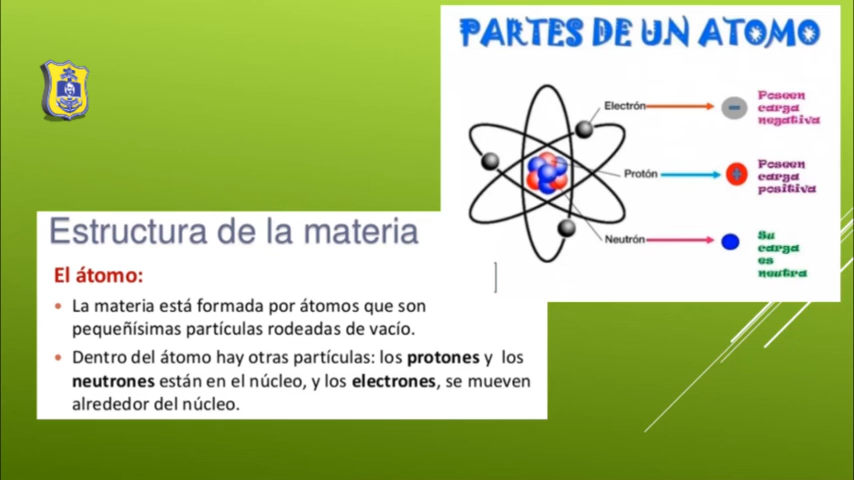 PARTES DE UN ATOMO
Electrón
Poseen
carga
negativa
Protón
Poseen
carga
positiva
Neutrón
Su
carga
es
neutra
Estructura de la materia
El átomo:
• La materia está formada por átomos que son
pequeñísimas partículas rodeadas de vacío.
• Dentro del átomo hay otras partículas: los protones y los
neutrones están en el núcleo, y los electrones, se mueven
alrededor del núcleo.